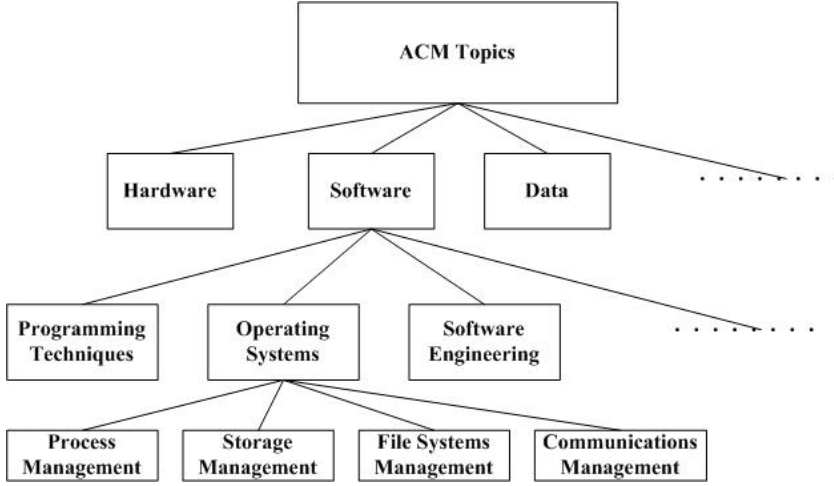 ACM Topics
Hardware
Software
Data
. . . . . . . .
Programming
Techniques
Operating
Systems
Software
Engineering
. . . . . . . .
Process
Management
Storage
Management
File Systems
Management
Communications
Management